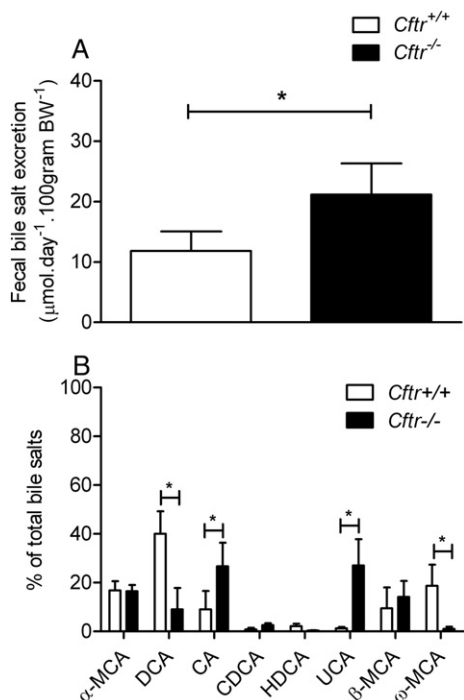 Cftr+/+
A
Cftr-/-
Fecal bile salt excretion
(μmol.day⁻¹.100gram BW⁻¹)
40
30
20
10
0
*
B
Cftr+/+
Cftr-/-
% of total bile salts
100
80
60
40
20
0
*
*
*
*
α-MCA
DCA
CA
CDCA
HDCA
UCA
β-MCA
ω-MCA